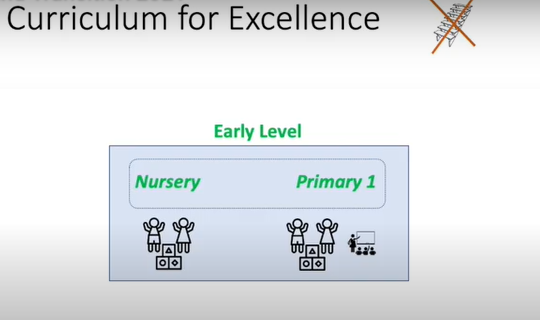 Curriculum for Excellence
Early Level
Nursery
Primary 1